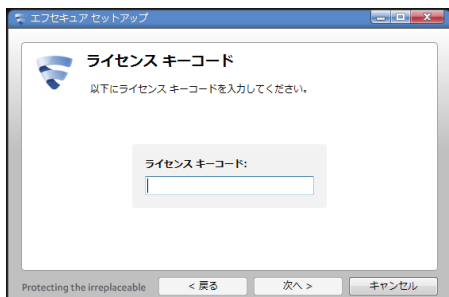 エフセキュア セットアップ
ライセンス キーコード
以下にライセンス キーコードを入力してください。
ライセンス キーコード:
Protecting the irreplaceable
< 戻る
次へ >
キャンセル